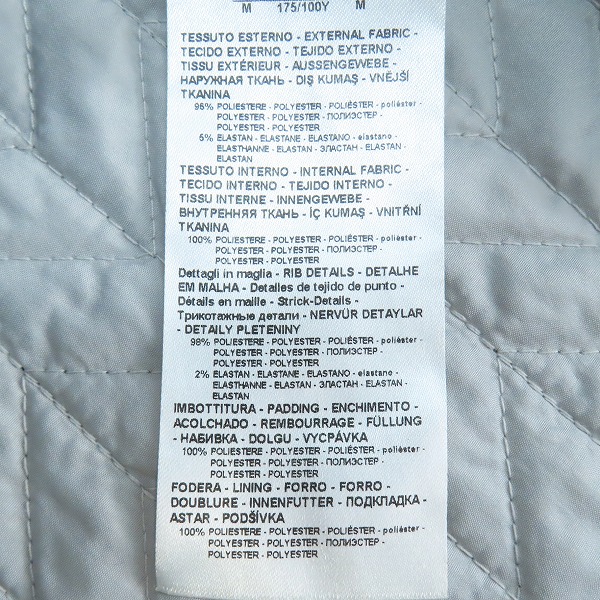 M 175/100Y M
TESSUTO ESTERNO - EXTERNAL FABRIC -
TECIDO EXTERNO - TEJIDO EXTERNO -
TISSU EXTÉRIEUR - AUSSENGEWEBE -
НАРУЖНАЯ ТКАНЬ - DIŞ KUMAŞ - VNĚJŠÍ
TKANINA
95% POLIESTERE - POLYESTER - POLIÉSTER - poliéster -
POLYESTER - POLYESTER - ПОЛИЭСТЕР -
POLYESTER - POLYESTER
5% ELASTAN - ELASTANE - ELASTANO - elastano -
ELASTHANNE - ELASTAN - ЭЛАСТАН - ELASTAN -
ELASTAN
TESSUTO INTERNO - INTERNAL FABRIC -
TECIDO INTERNO - TEJIDO INTERNO -
TISSU INTERNE - INNENGEWEBE -
ВНУТРЕННЯЯ ТКАНЬ - İÇ KUMAŞ - VNITŘNÍ
TKANINA
100% POLIESTERE - POLYESTER - POLIÉSTER - poliéster -
POLYESTER - POLYESTER - ПОЛИЭСТЕР -
POLYESTER - POLYESTER
Dettagli in maglia - RIB DETAILS - DETALHE
EM MALHA - Detalles de tejido de punto -
Détails en maille - Strick-Details -
Трикотажные детали - NERVÜR DETAYLAR
- DETAILY PLETENINY
98% POLIESTERE - POLYESTER - POLIÉSTER - poliéster -
POLYESTER - POLYESTER - ПОЛИЭСТЕР -
POLYESTER - POLYESTER
2% ELASTAN - ELASTANE - ELASTANO - elastano -
ELASTHANNE - ELASTAN - ЭЛАСТАН - ELASTAN -
ELASTAN
IMBOTTITURA - PADDING - ENCHIMENTO -
ACOLCHADO - REMBOURRAGE - FÜLLUNG
- НАБИВКА - DOLGU - VYCPÁVKA
100% POLIESTERE - POLYESTER - POLIÉSTER - poliéster -
POLYESTER - POLYESTER - ПОЛИЭСТЕР -
POLYESTER - POLYESTER
FODERA - LINING - FORRO - FORRO -
DOUBLURE - INNENFUTTER - ПОДКЛАДКА -
ASTAR - PODŠÍVKA
100% POLIESTERE - POLYESTER - POLIÉSTER - poliéster -
POLYESTER - POLYESTER - ПОЛИЭСТЕР -
POLYESTER - POLYESTER